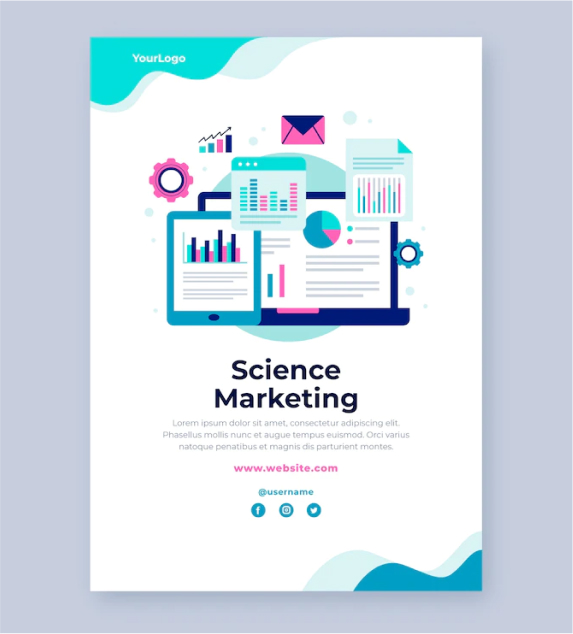 YourLogo
Science
Marketing
Lorem ipsum dolor sit amet, consectetur adipiscing elit.
Phasellus mollis nunc et augue tempus euismod. Orci varius
natoque penatibus et magnis dis parturient montes.
www.website.com
@username